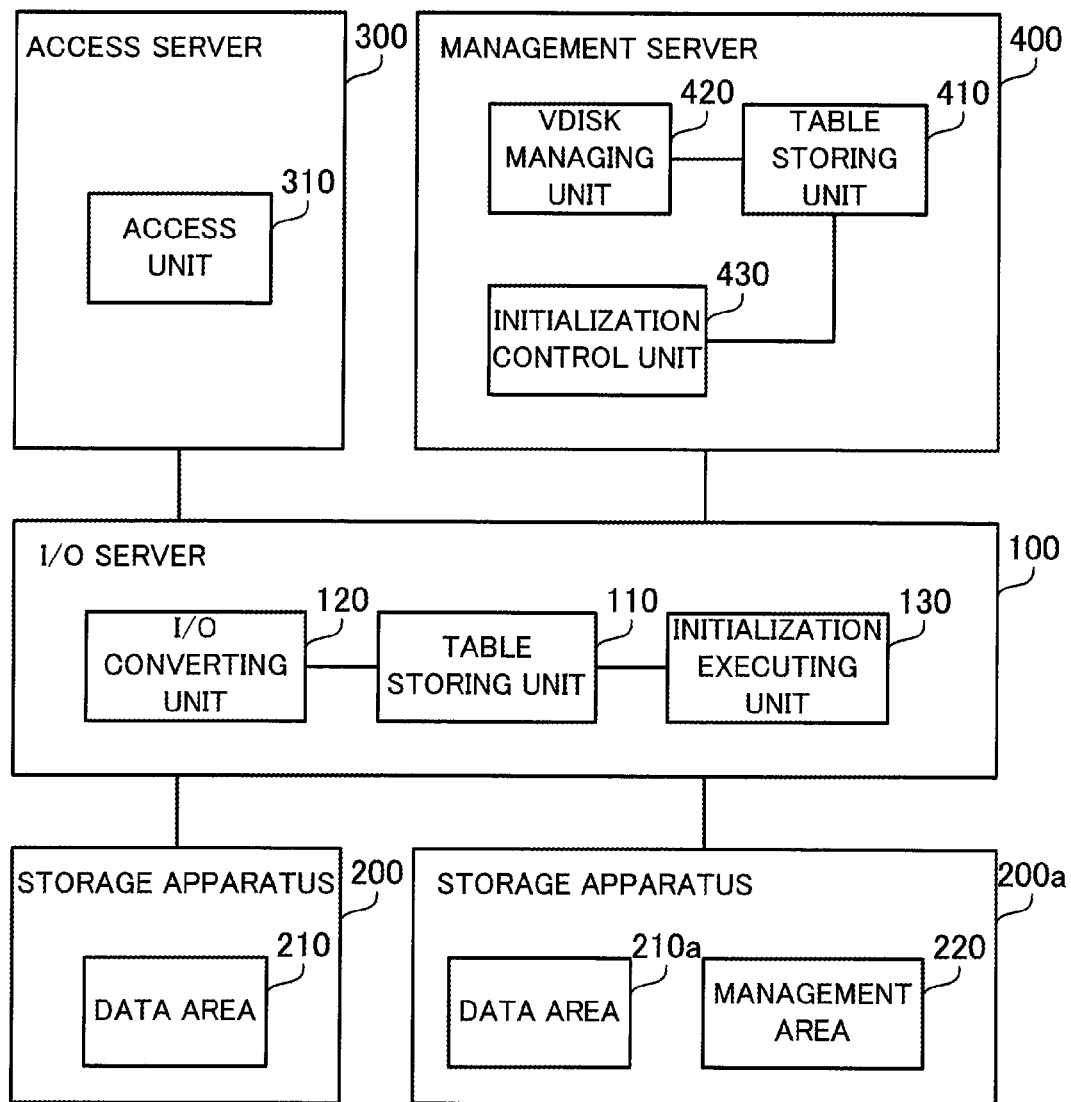 ACCESS SERVER
300
310
ACCESS
UNIT
MANAGEMENT SERVER
400
420
VDISK
MANAGING
UNIT
410
TABLE
STORING
UNIT
430
INITIALIZATION
CONTROL UNIT
I/O SERVER
100
120
I/O
CONVERTING
UNIT
110
TABLE
STORING UNIT
130
INITIALIZATION
EXECUTING
UNIT
STORAGE APPARATUS
200
210
DATA AREA
STORAGE APPARATUS
200a
210a
DATA AREA
220
MANAGEMENT
AREA